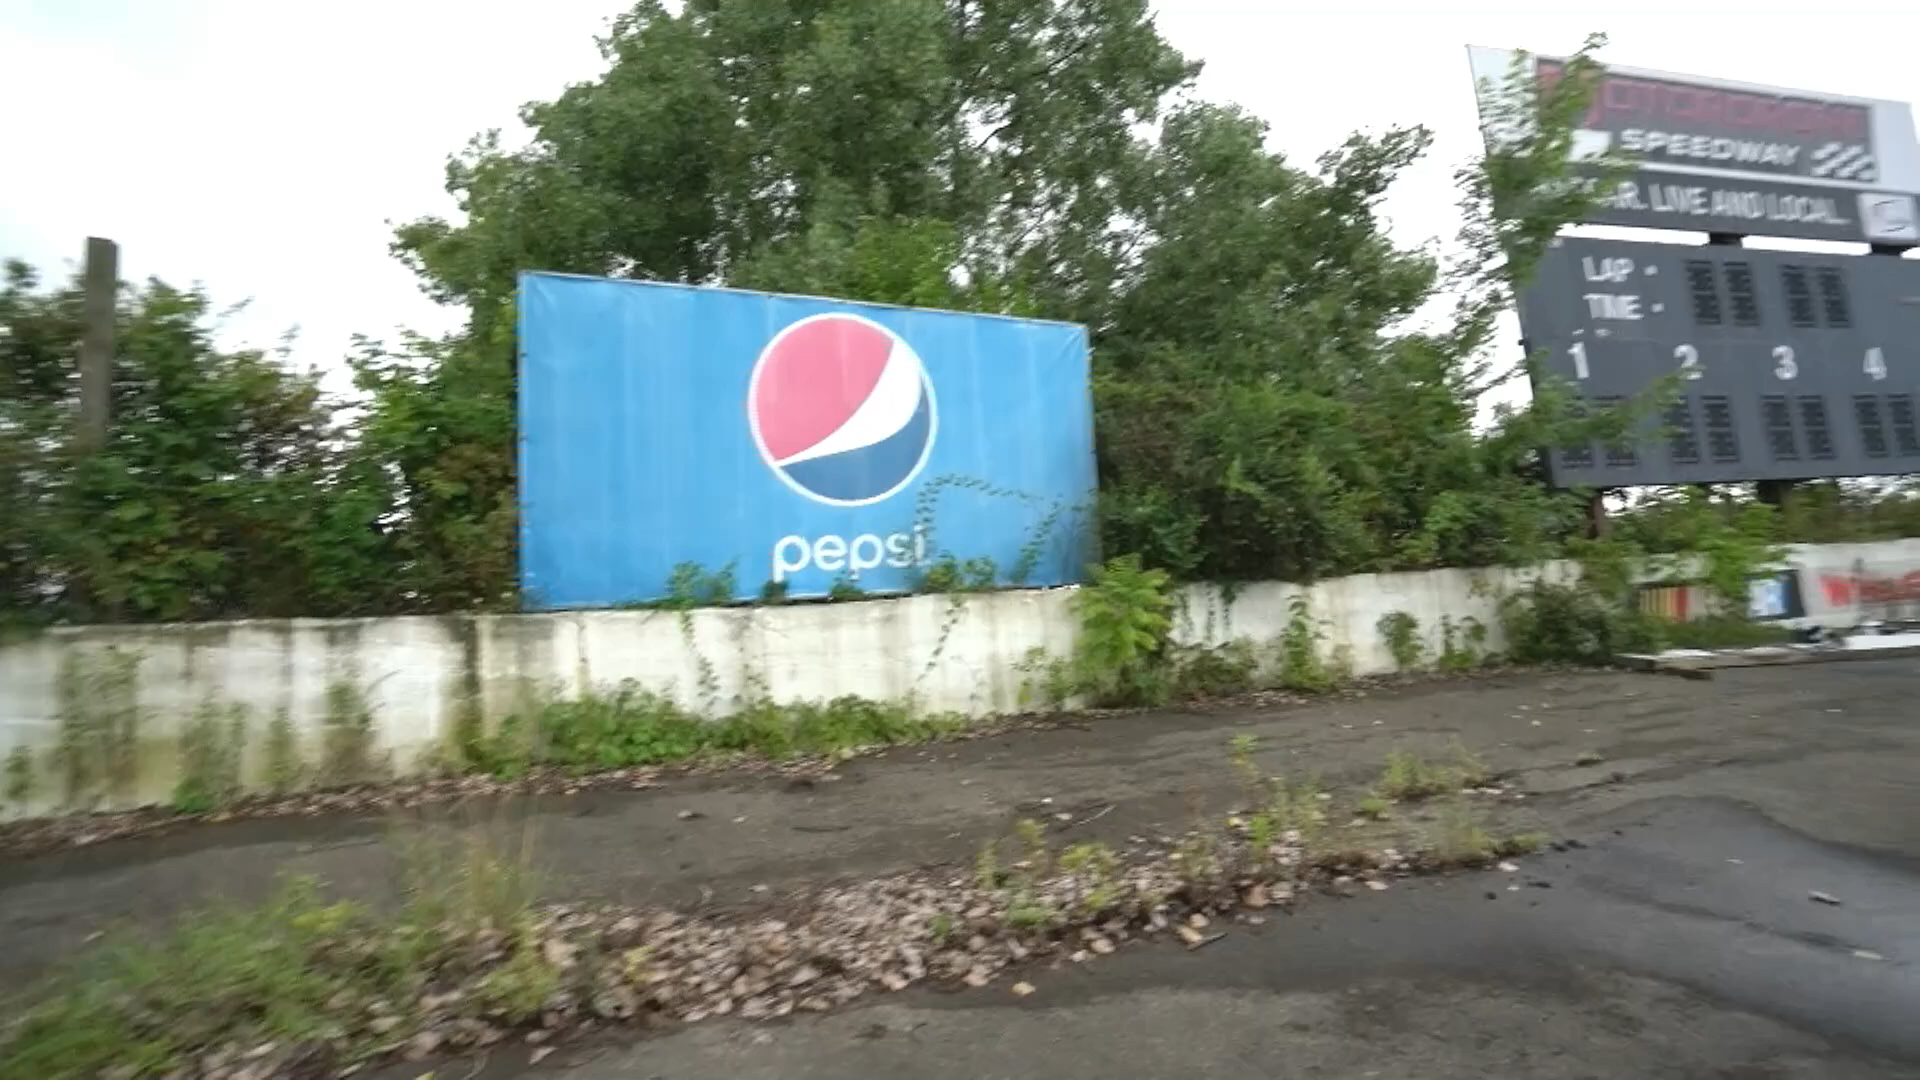 pepsi
SPEEDWAY
LIVE AND LOCAL.
LAP -
TIME -
1 2 3 4